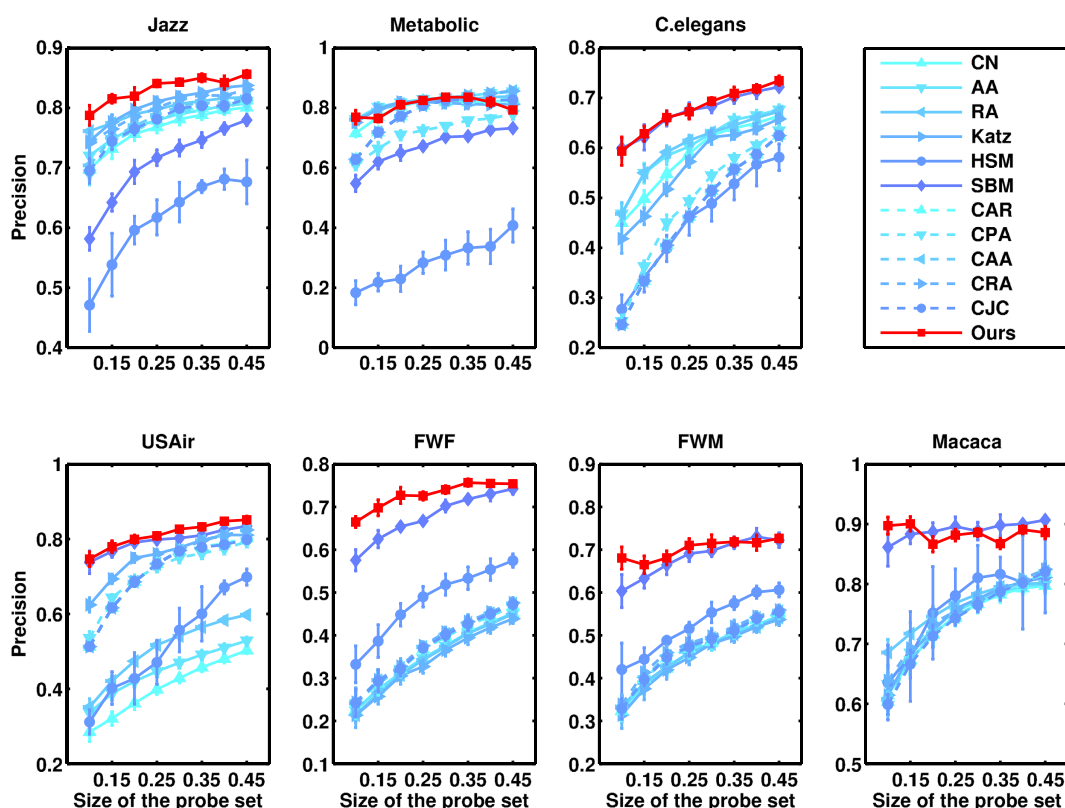 Jazz
Metabolic
C.elegans
Precision
0.9
0.8
0.7
0.6
0.5
0.4
0.15 0.25 0.35 0.45
1
0.8
0.6
0.4
0.2
0
0.15 0.25 0.35 0.45
0.8
0.7
0.6
0.5
0.4
0.3
0.2
0.15 0.25 0.35 0.45
CN
AA
RA
Katz
HSM
SBM
CAR
CPA
CAA
CRA
CJC
Ours
USAir
FWF
FWM
Macaca
Precision
1
0.8
0.6
0.4
0.2
0.15 0.25 0.35 0.45
Size of the probe set
0.8
0.7
0.6
0.5
0.4
0.3
0.2
0.1
0.15 0.25 0.35 0.45
Size of the probe set
0.9
0.8
0.7
0.6
0.5
0.4
0.3
0.2
0.15 0.25 0.35 0.45
Size of the probe set
1
0.9
0.8
0.7
0.6
0.5
0.15 0.25 0.35 0.45
Size of the probe set